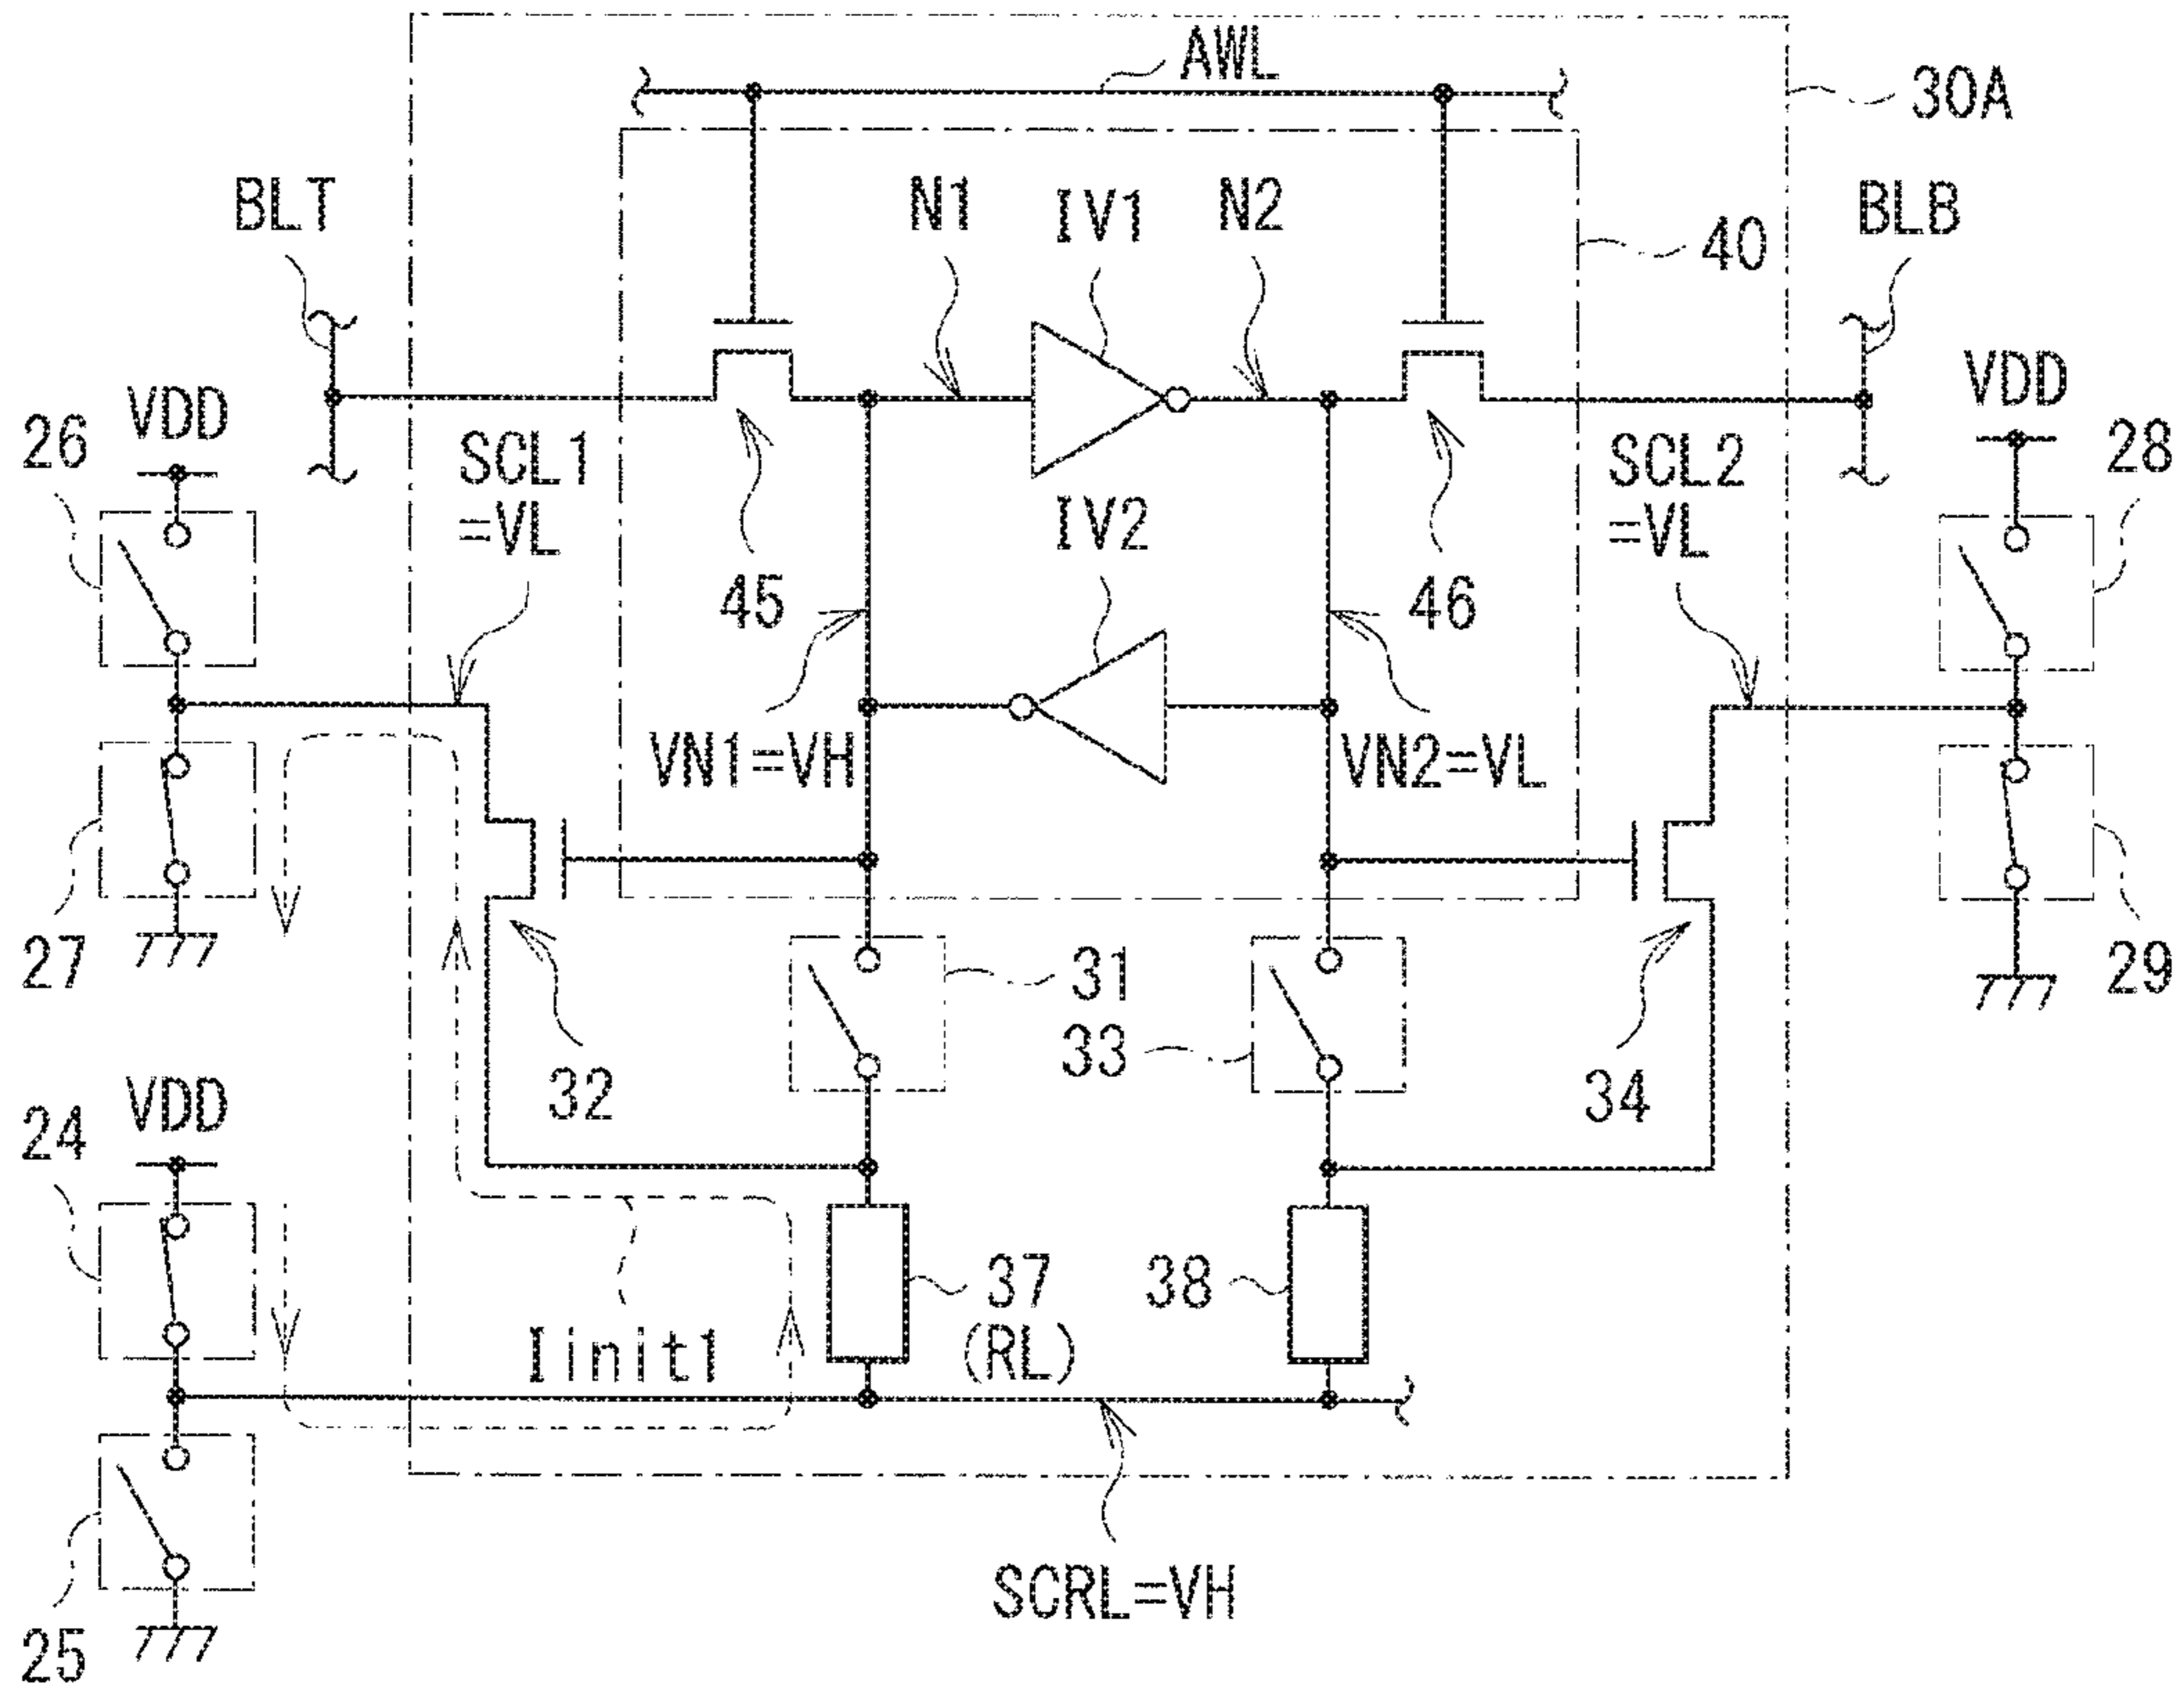 AWL
30A
BLT
N1
IV1
N2
40
BLB
VDD
VDD
26
SCL1
=VL
SCL2
=VL
28
IV2
45
46
VN1=VH
VN2=VL
27
31
29
33
32
34
VDD
24
37
(RL)
38
Iinit1
SCRL=VH
25